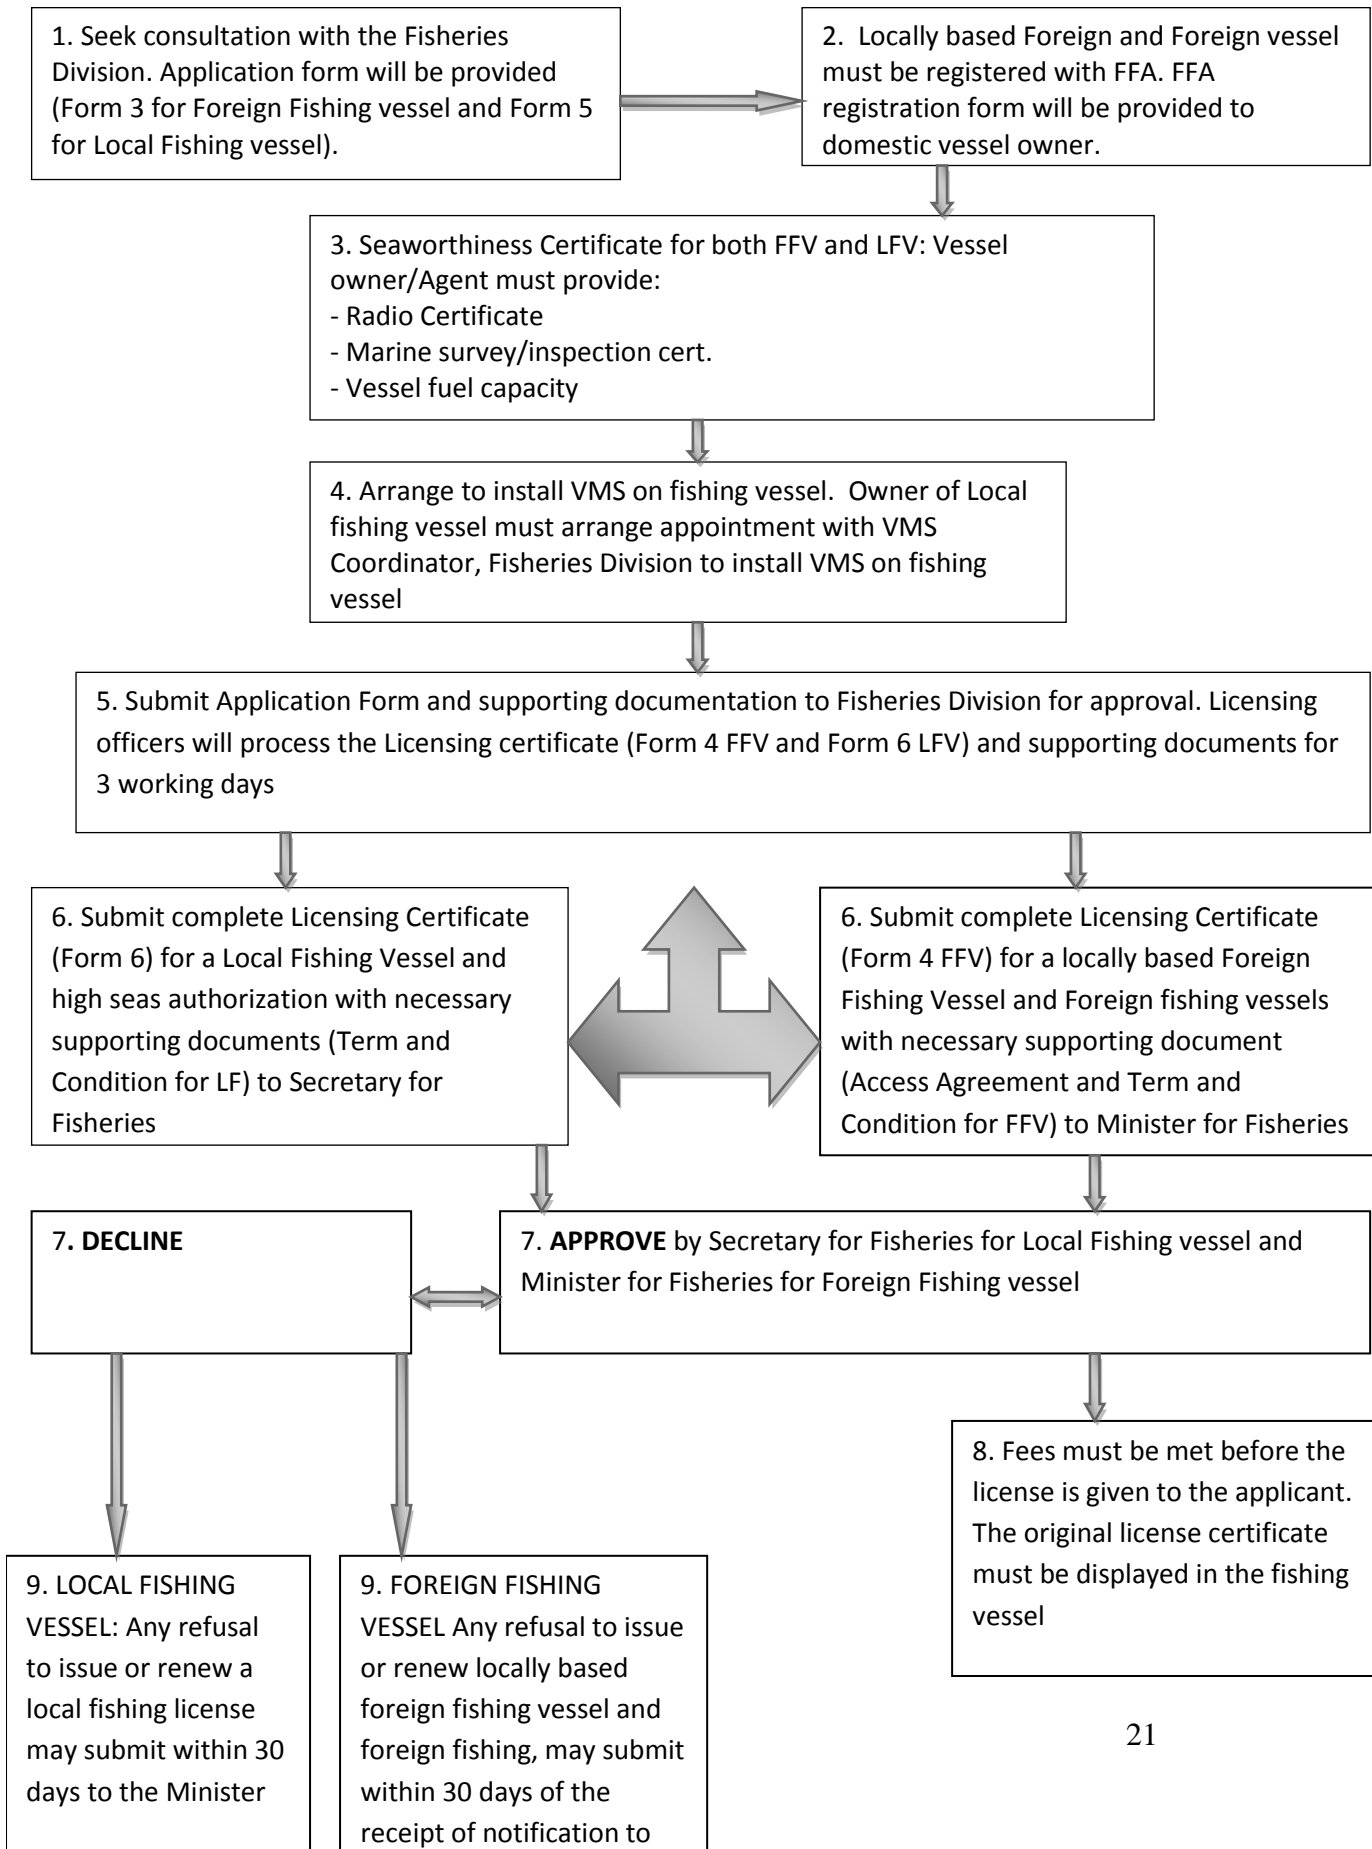 1. Seek consultation with the Fisheries
Division. Application form will be provided
(Form 3 for Foreign Fishing vessel and Form 5
for Local Fishing vessel).
2.  Locally based Foreign and Foreign vessel
must be registered with FFA. FFA
registration form will be provided to
domestic vessel owner.
3. Seaworthiness Certificate for both FFV and LFV: Vessel
owner/Agent must provide:
- Radio Certificate
- Marine survey/inspection cert.
- Vessel fuel capacity
4. Arrange to install VMS on fishing vessel.  Owner of Local
fishing vessel must arrange appointment with VMS
Coordinator, Fisheries Division to install VMS on fishing
vessel
5. Submit Application Form and supporting documentation to Fisheries Division for approval. Licensing
officers will process the Licensing certificate (Form 4 FFV and Form 6 LFV) and supporting documents for
3 working days
6. Submit complete Licensing Certificate
(Form 6) for a Local Fishing Vessel and
high seas authorization with necessary
supporting documents (Term and
Condition for LF) to Secretary for
Fisheries
6. Submit complete Licensing Certificate
(Form 4 FFV) for a locally based Foreign
Fishing Vessel and Foreign fishing vessels
with necessary supporting document
(Access Agreement and Term and
Condition for FFV) to Minister for Fisheries
7. DECLINE
7. APPROVE by Secretary for Fisheries for Local Fishing vessel and
Minister for Fisheries for Foreign Fishing vessel
8. Fees must be met before the
license is given to the applicant.
The original license certificate
must be displayed in the fishing
vessel
9. LOCAL FISHING
VESSEL: Any refusal
to issue or renew a
local fishing license
may submit within 30
days to the Minister
9. FOREIGN FISHING
VESSEL Any refusal to issue
or renew locally based
foreign fishing vessel and
foreign fishing, may submit
within 30 days of the
receipt of notification to
21